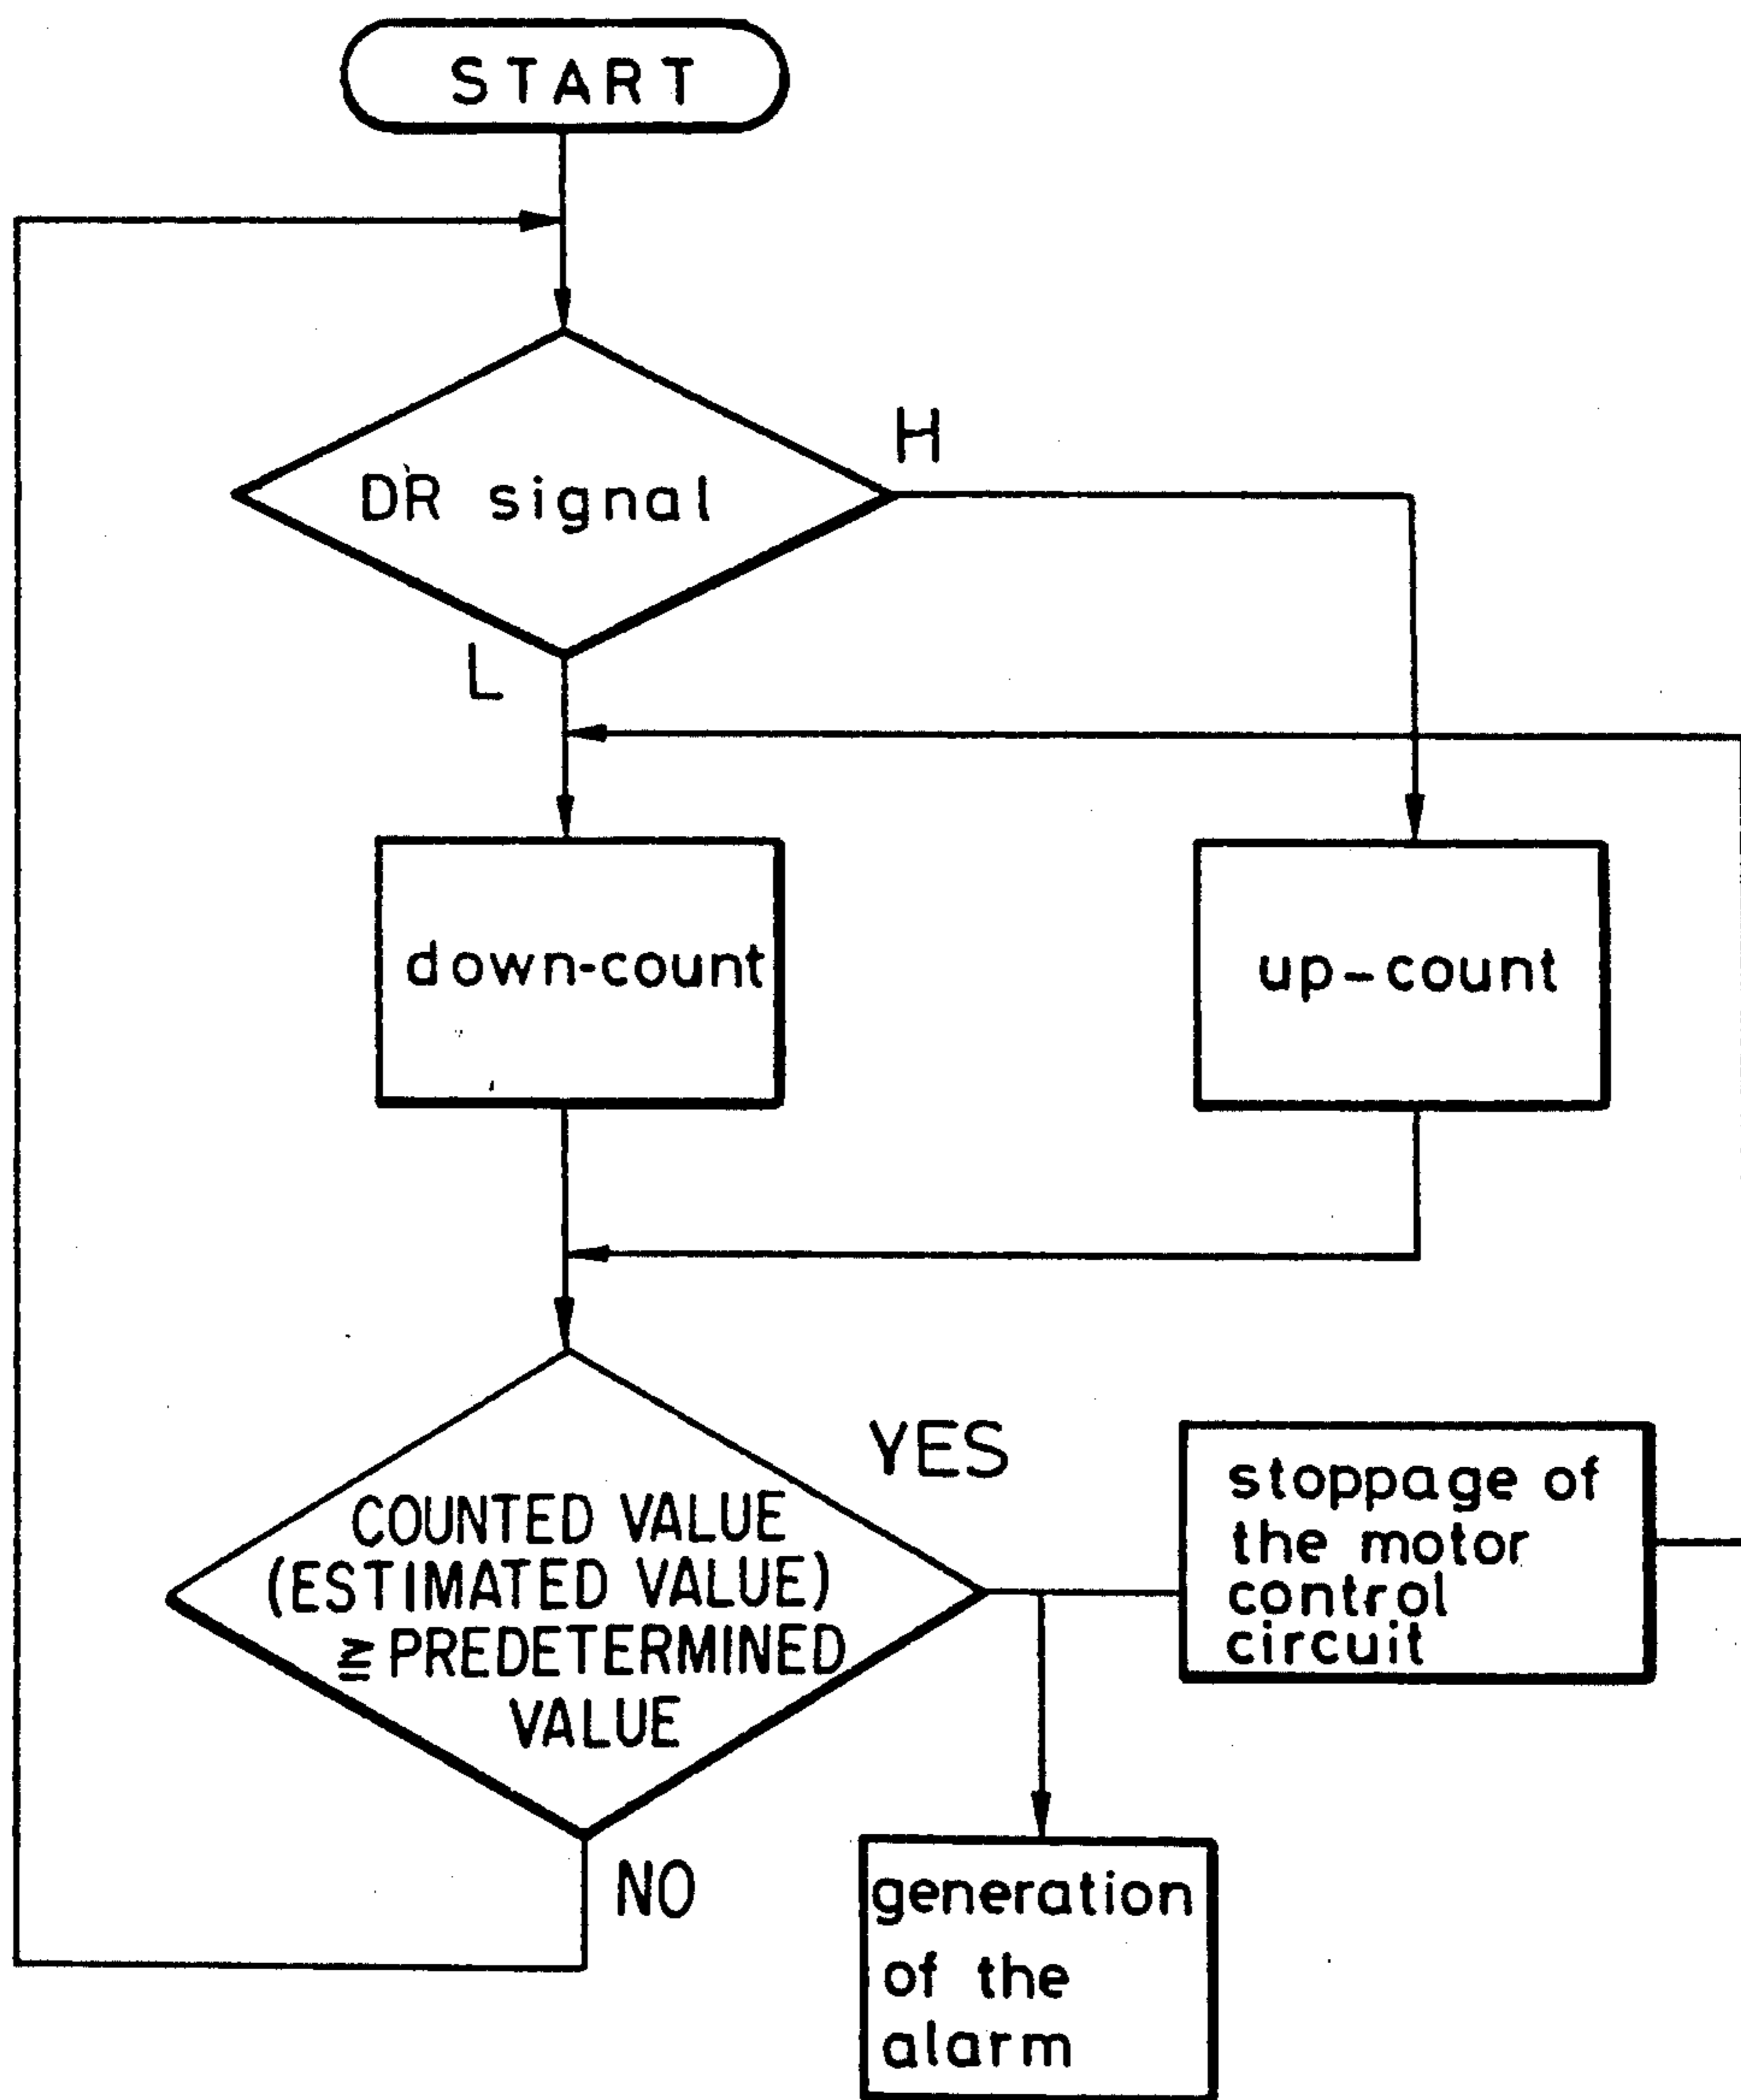 START
H
DR signal
L
down-count
up-count
YES
COUNTED VALUE
(ESTIMATED VALUE)
≧ PREDETERMINED
VALUE
stoppage of
the motor
control
circuit
NO
generation
of the
alarm